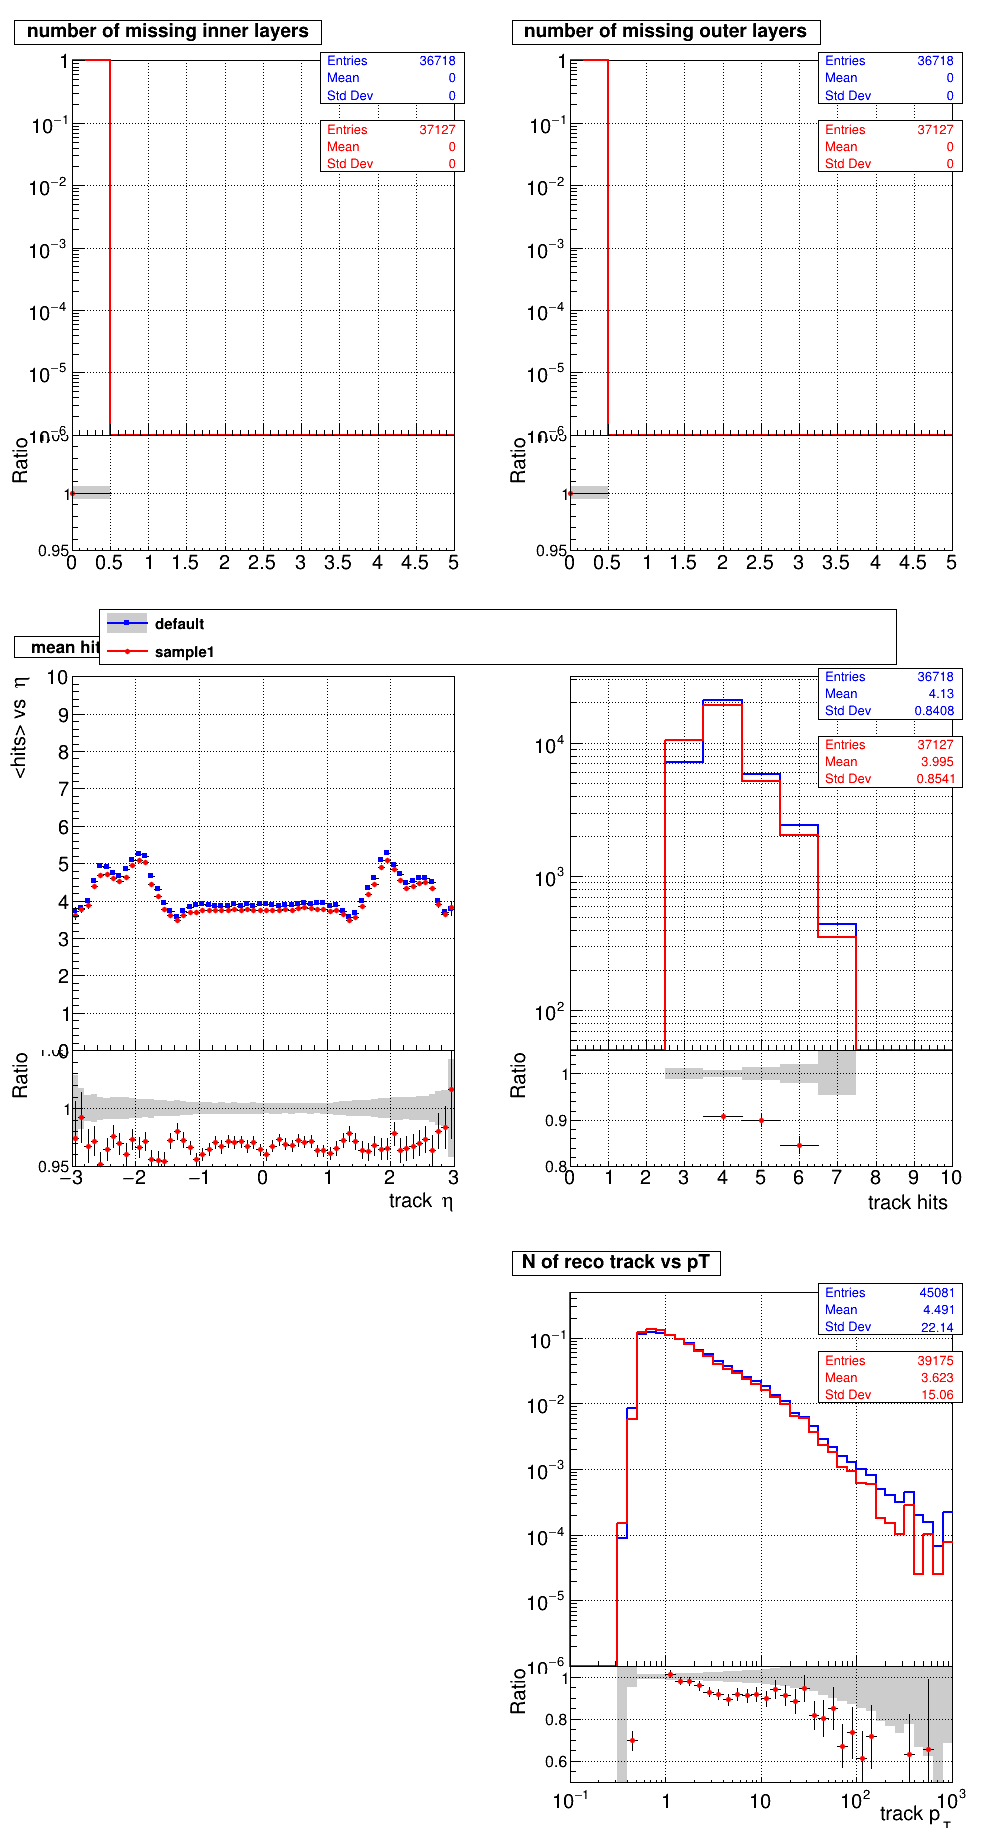 number of missing inner layers
number of missing outer layers
Entries 36718
Mean 0
Std Dev 0
Entries 37127
Mean 0
Std Dev 0
Entries 36718
Mean 0
Std Dev 0
Entries 37127
Mean 0
Std Dev 0
1
10−1
10−2
10−3
10−4
10−5
10−6
1
10−1
10−2
10−3
10−4
10−5
10−6
Ratio
1
0.95
0 0.5 1 1.5 2 2.5 3 3.5 4 4.5 5
Ratio
1
0.95
0 0.5 1 1.5 2 2.5 3 3.5 4 4.5 5
default
sample1
mean hit
<hits> vs η
10
9
8
7
6
5
4
3
2
1
0
Ratio
1
0.95
−3 −2 −1 0 1 2 3
track η
Entries 36718
Mean 4.13
Std Dev 0.8408
Entries 37127
Mean 3.995
Std Dev 0.8541
104
103
102
Ratio
1
0.9
0.8
0 1 2 3 4 5 6 7 8 9 10
track hits
N of reco track vs pT
Entries 45081
Mean 4.491
Std Dev 22.14
Entries 39175
Mean 3.623
Std Dev 15.06
10−1
10−2
10−3
10−4
10−5
10−6
Ratio
1
0.8
0.6
10−1 1 10 102 103
track pT